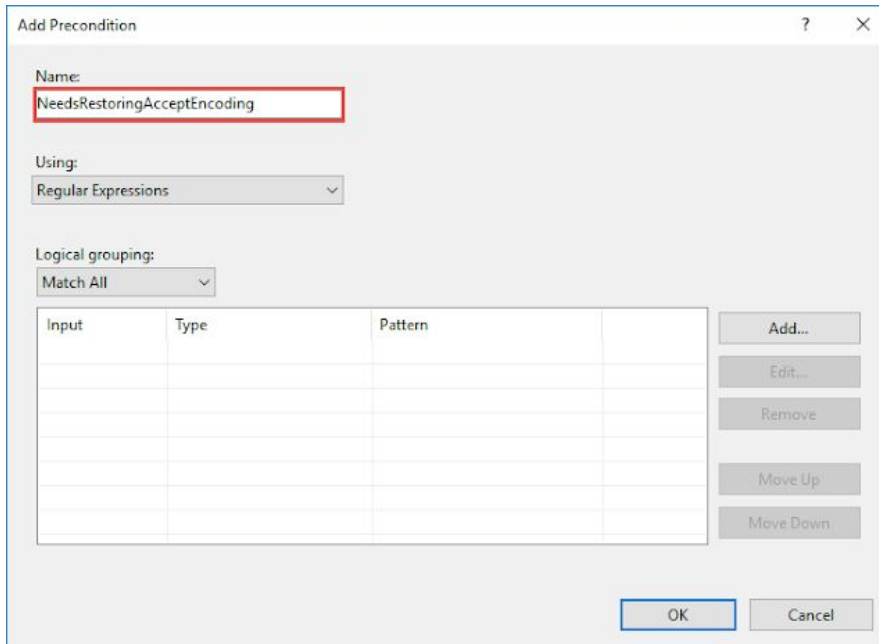 Add Precondition
?
Name:
NeedsRestoringAcceptEncoding
Using:
Regular Expressions
Logical grouping:
Match All
Input Type Pattern
Add...
Edit...
Remove
Move Up
Move Down
OK Cancel